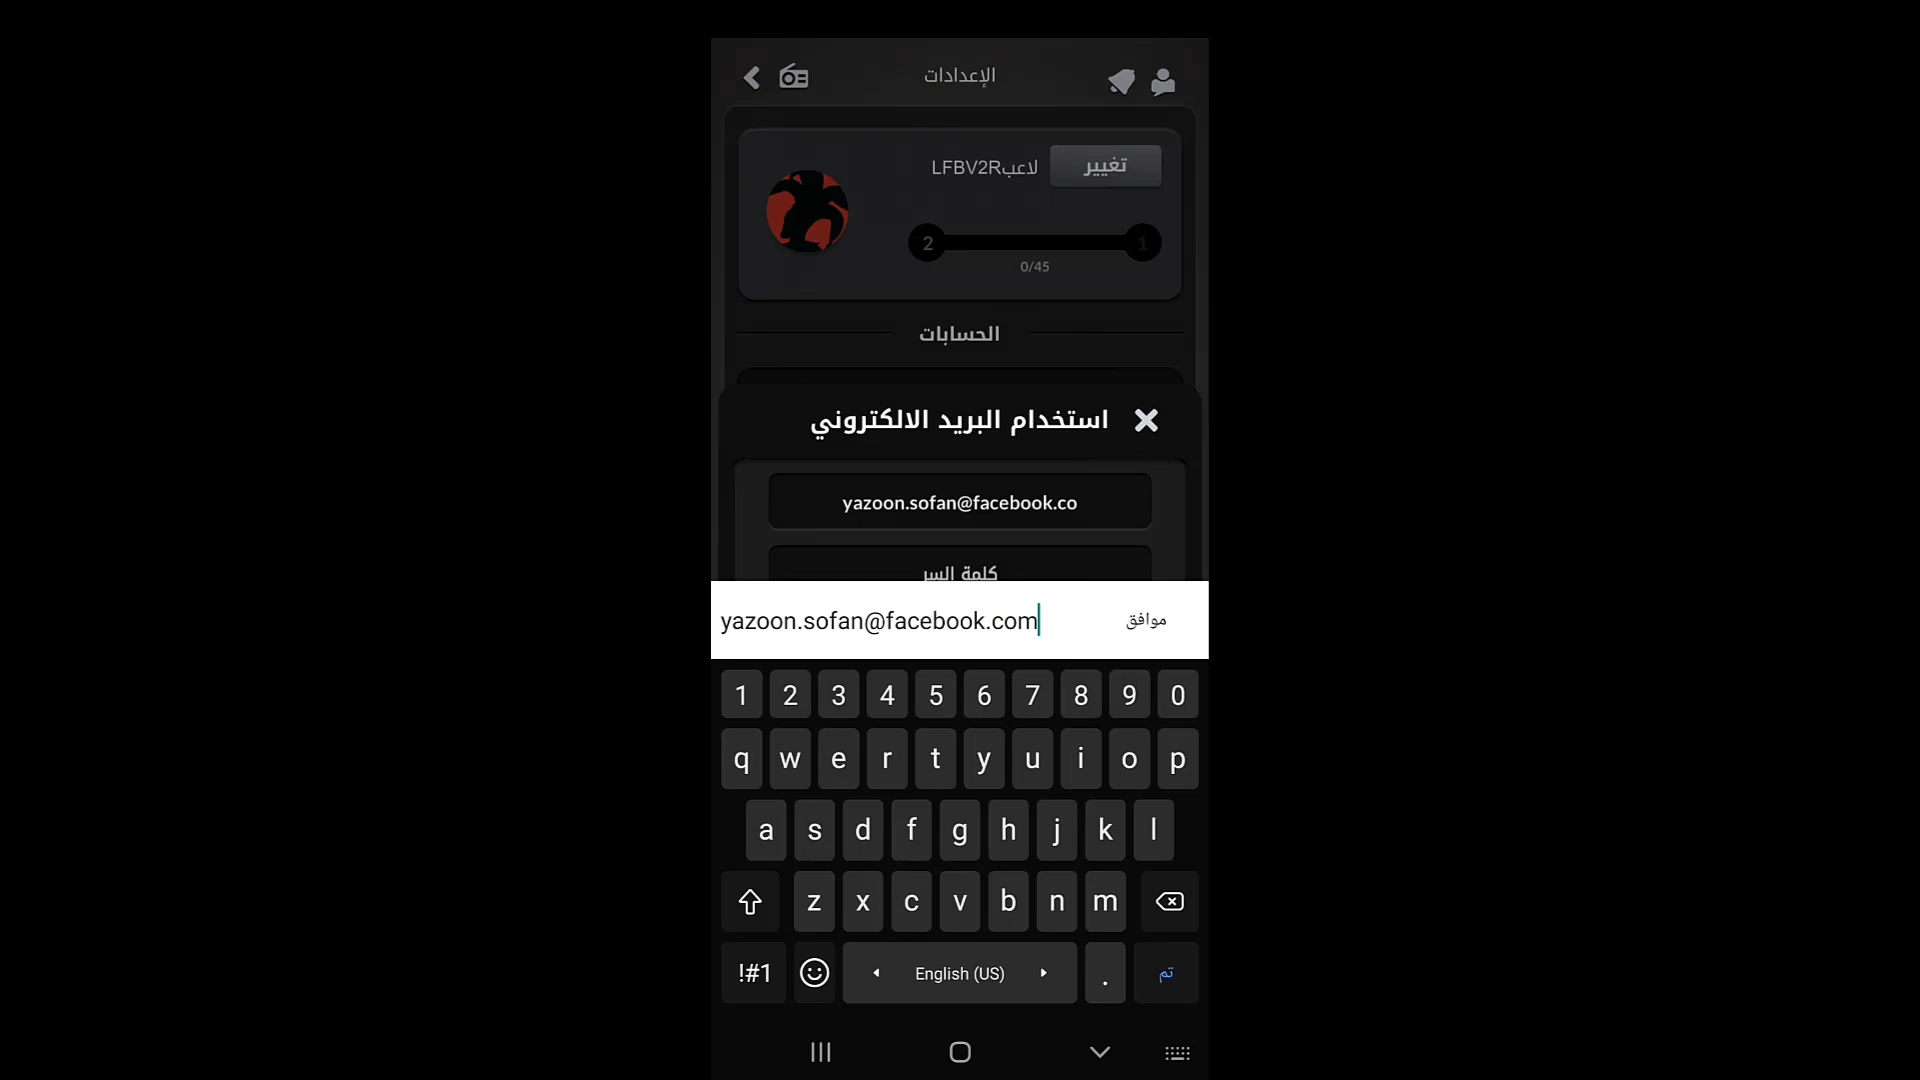 الإعدادات
تغيير
لاعبLFBV2R
1
2
0/45
الحسابات
استخدام البريد الالكتروني
yazoon.sofan@facebook.co
كلمة السر
yazoon.sofan@facebook.com
موافق
1 2 3 4 5 6 7 8 9 0
q w e r t y u i o p
a s d f g h j k l
z x c v b n m
!#1 English (US) . تم